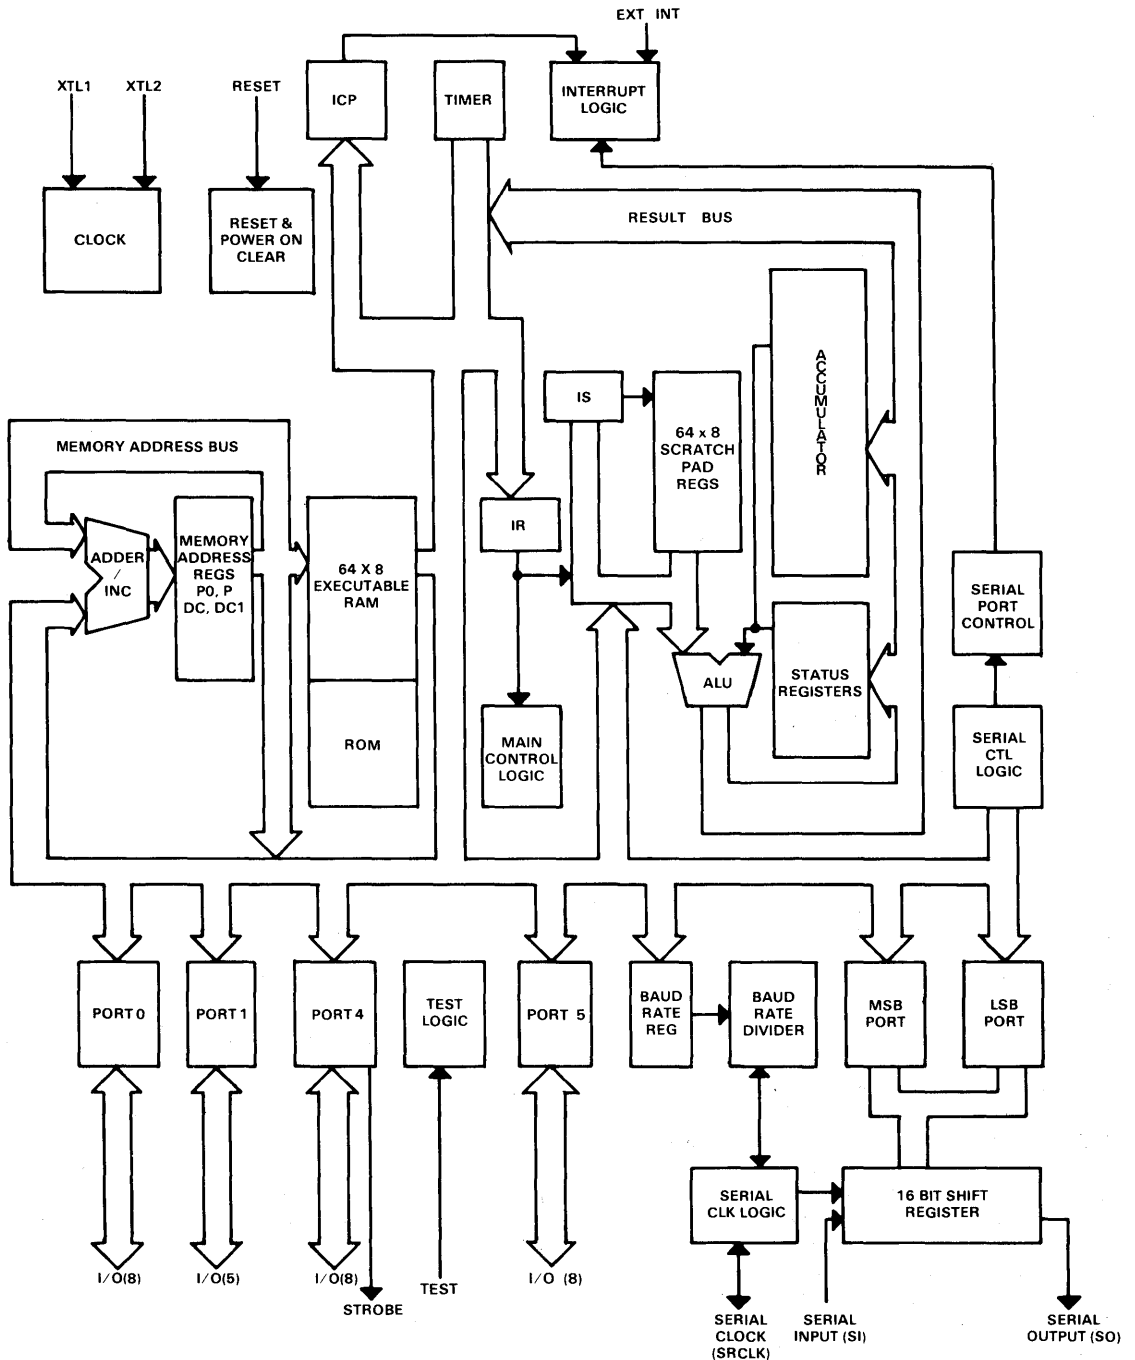 EXT INT
XTL1
XTL2
RESET
ICP
TIMER
INTERRUPT
LOGIC
CLOCK
RESET &
POWER ON
CLEAR
RESULT BUS
ACCUMULATOR
IS
64 x 8
SCRATCH
PAD
REGS
MEMORY ADDRESS BUS
IR
ADDER
/
INC
MEMORY
ADDRESS
REGS
P0, P
DC, DC1
64 X 8
EXECUTABLE
RAM
SERIAL
PORT
CONTROL
ALU
STATUS
REGISTERS
ROM
MAIN
CONTROL
LOGIC
SERIAL
CTL
LOGIC
PORT 0
PORT 1
PORT 4
TEST
LOGIC
PORT 5
BAUD
RATE
REG
BAUD
RATE
DIVIDER
MSB
PORT
LSB
PORT
SERIAL
CLK LOGIC
16 BIT SHIFT
REGISTER
I/O(8)
I/O(5)
I/O(8)
STROBE
TEST
I/O (8)
SERIAL
CLOCK
(SRCLK)
SERIAL
INPUT (SI)
SERIAL
OUTPUT (SO)